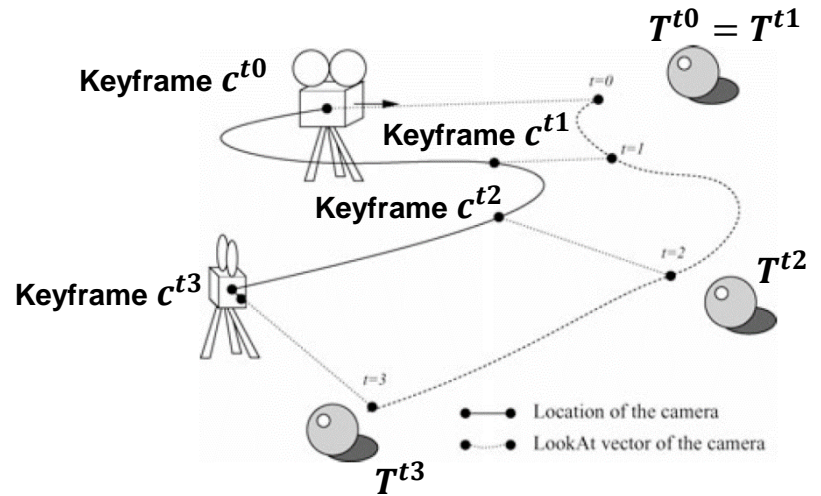 T^{t0} = T^{t1}
Keyframe c^{t0}
t=0
Keyframe c^{t1}
t=1
Keyframe c^{t2}
t=2
T^{t2}
Keyframe c^{t3}
t=3
Location of the camera
LookAt vector of the camera
T^{t3}